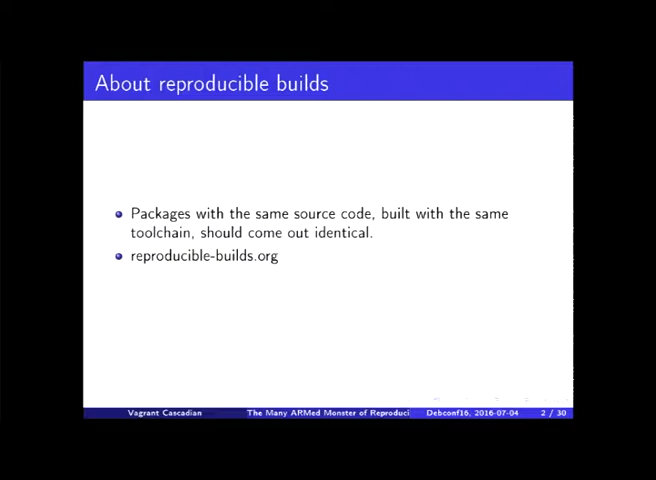 About reproducible builds
Packages with the same source code, built with the same
toolchain, should come out identical.
reproducible-builds.org
Vagrant Cascadian The Many ARMed Monster of Reproduci Debconf16, 2016-07-04 2 / 30